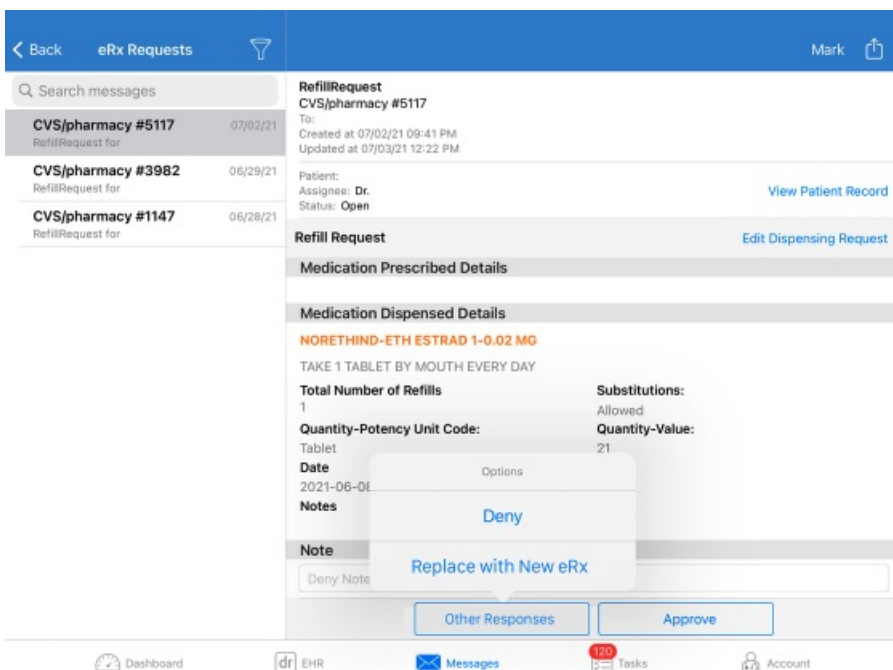 Back
eRx Requests
Mark
Search messages
CVS/pharmacy #5117 07/02/21
RefillRequest for
CVS/pharmacy #3982 06/29/21
RefillRequest for
CVS/pharmacy #1147 06/28/21
RefillRequest for
RefillRequest
CVS/pharmacy #5117
To:
Created at 07/02/21 09:41 PM
Updated at 07/03/21 12:22 PM
Patient:
Assignee: Dr.
Status: Open
View Patient Record
Refill Request
Edit Dispensing Request
Medication Prescribed Details
Medication Dispensed Details
NORETHIND-ETH ESTRAD 1-0.02 MG
TAKE 1 TABLET BY MOUTH EVERY DAY
Total Number of Refills
1
Substitutions:
Allowed
Quantity-Potency Unit Code:
Tablet
Quantity-Value:
21
Date
2021-06-08
Notes
Note
Deny Note
Options
Deny
Replace with New eRx
Other Responses
Approve
Dashboard
dr EHR
Messages
120
Tasks
Account